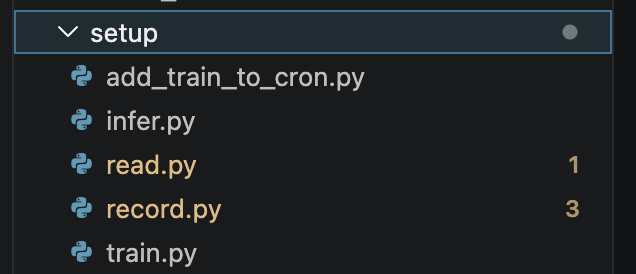 setup
add_train_to_cron.py
infer.py
read.py 1
record.py 3
train.py